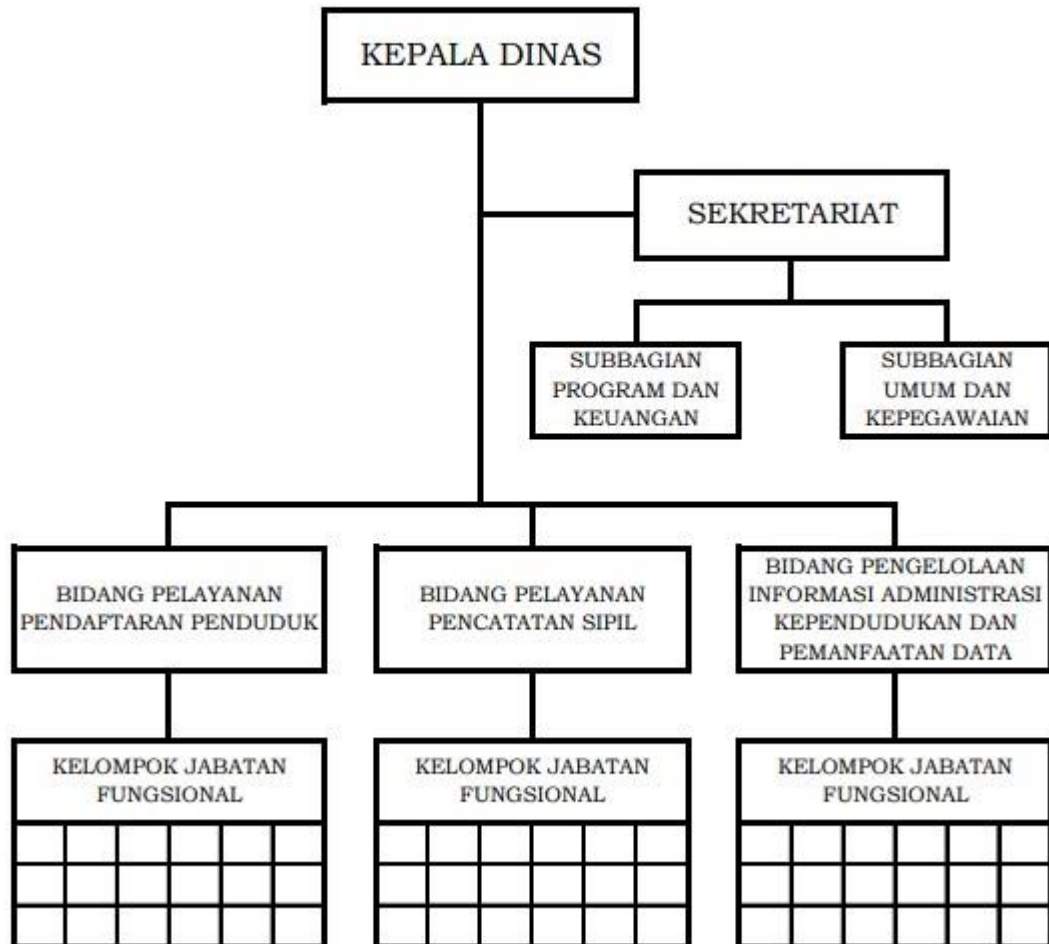 KEPALA DINAS
SEKRETARIAT
SUBBAGIAN
PROGRAM DAN
KEUANGAN
SUBBAGIAN
UMUM DAN
KEPEGAWAIAN
BIDANG PELAYANAN
PENDAFTARAN PENDUDUK
BIDANG PELAYANAN
PENCATATAN SIPIL
BIDANG PENGELOLAAN
INFORMASI ADMINISTRASI
KEPENDUDUKAN DAN
PEMANFAATAN DATA
KELOMPOK JABATAN
FUNGSIONAL
KELOMPOK JABATAN
FUNGSIONAL
KELOMPOK JABATAN
FUNGSIONAL